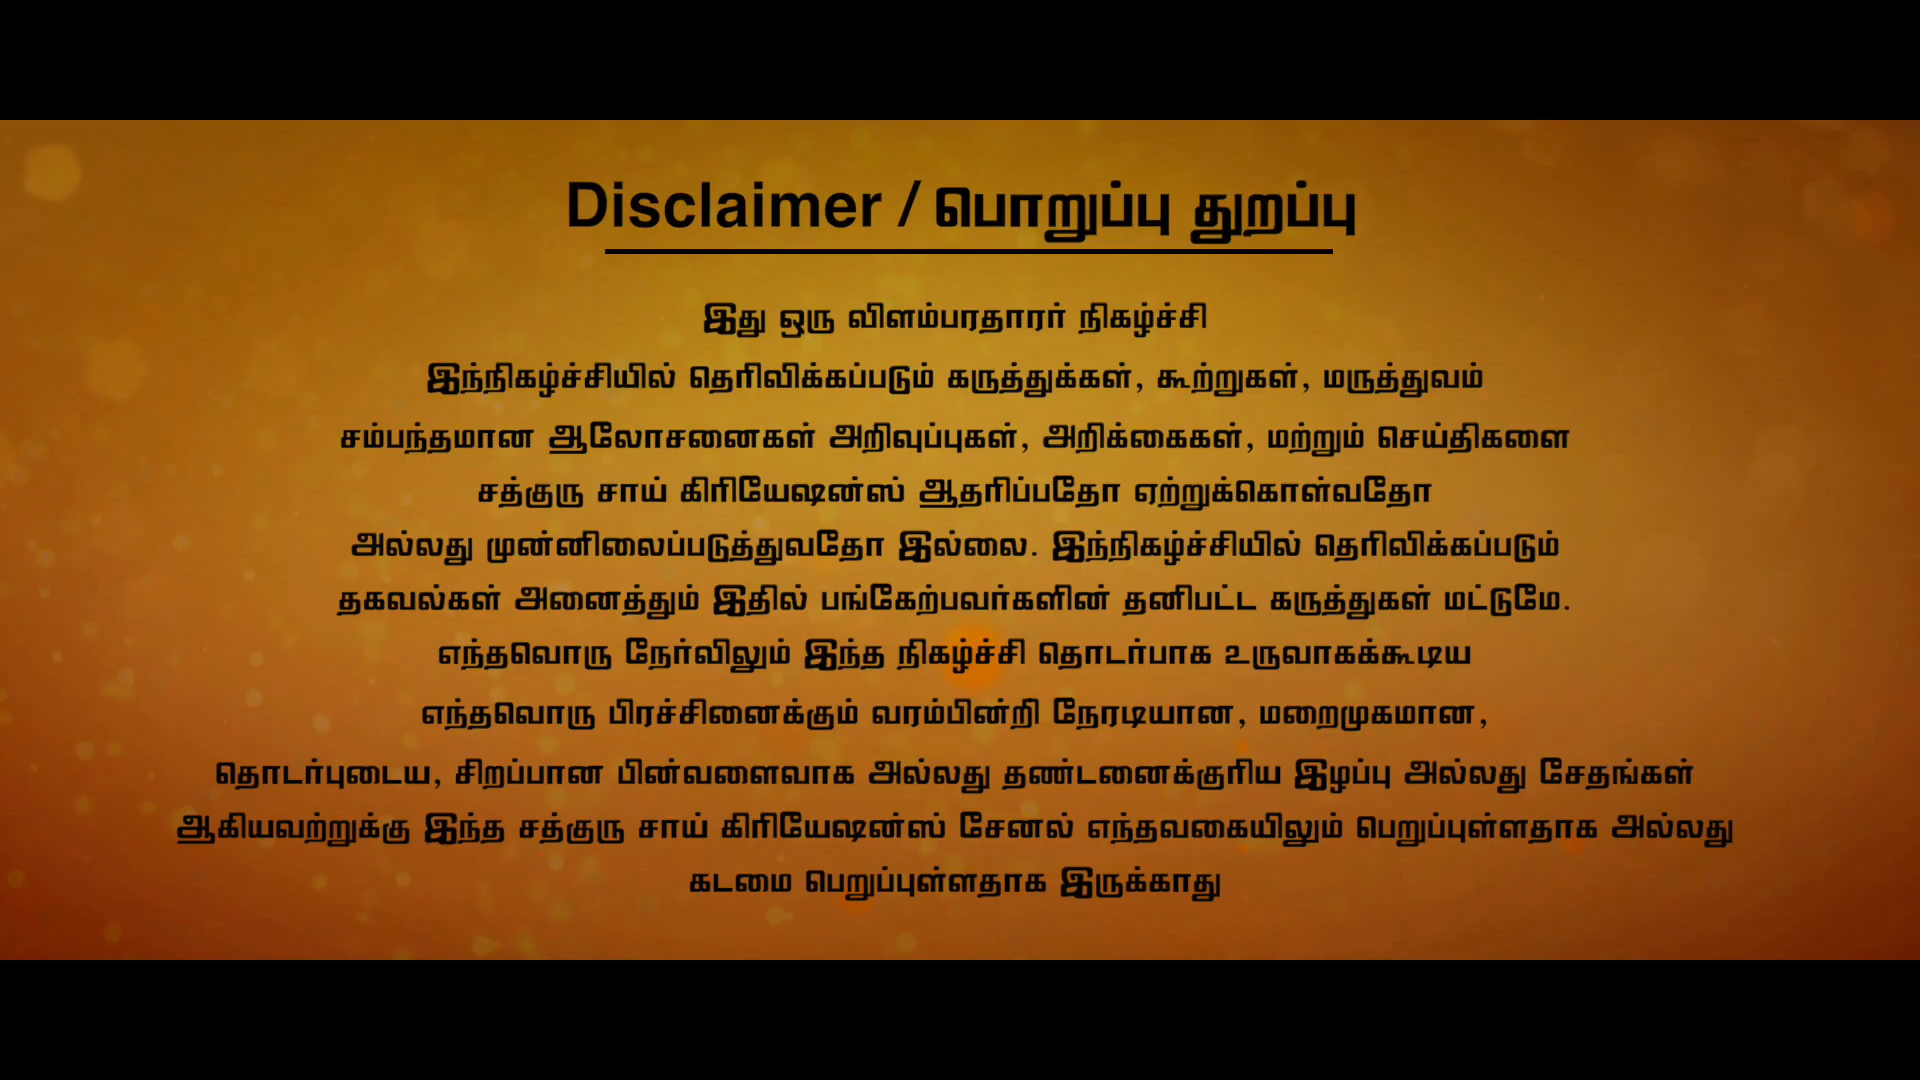 Disclaimer / பொறுப்பு துறப்பு
இது ஒரு விளம்பரதாரர் நிகழ்ச்சி
இந்நிகழ்ச்சியில் தெரிவிக்கப்படும் கருத்துக்கள், கூற்றுகள், மருத்துவம்
சம்பந்தமான ஆலோசனைகள் அறிவுப்புகள், அறிக்கைகள், மற்றும் செய்திகளை
சத்குரு சாய் கிரியேஷன்ஸ் ஆதரிப்பதோ ஏற்றுக்கொள்வதோ
அல்லது முன்னிலைப்படுத்துவதோ இல்லை. இந்நிகழ்ச்சியில் தெரிவிக்கப்படும்
தகவல்கள் அனைத்தும் இதில் பங்கேற்பவர்களின் தனிபட்ட கருத்துகள் மட்டுமே.
எந்தவொரு நேர்விலும் இந்த நிகழ்ச்சி தொடர்பாக உருவாகக்கூடிய
எந்தவொரு பிரச்சினைக்கும் வரம்பின்றி நேரடியான, மறைமுகமான,
தொடர்புடைய, சிறப்பான பின்வளைவாக அல்லது தண்டனைக்குரிய இழப்பு அல்லது சேதங்கள்
ஆகியவற்றுக்கு இந்த சத்குரு சாய் கிரியேஷன்ஸ் சேனல் எந்தவகையிலும் பெறுப்புள்ளதாக அல்லது
கடமை பெறுப்புள்ளதாக இருக்காது